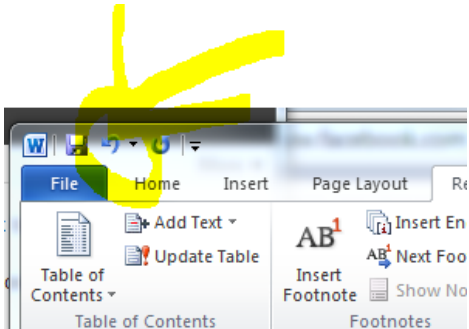 W
File Home Insert Page Layout Re
Add Text
Update Table
Table of
Contents
Table of Contents
AB1
Insert
Footnote
Insert En
AB Next Foo
Show No
Footnotes